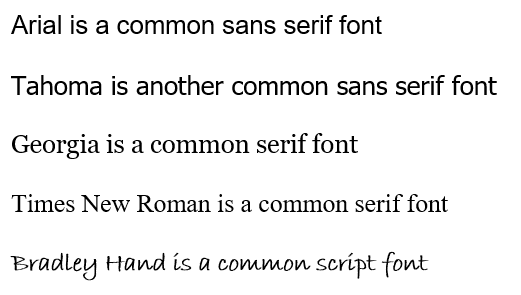 Arial is a common sans serif font
Tahoma is another common sans serif font
Georgia is a common serif font
Times New Roman is a common serif font
Bradley Hand is a common script font